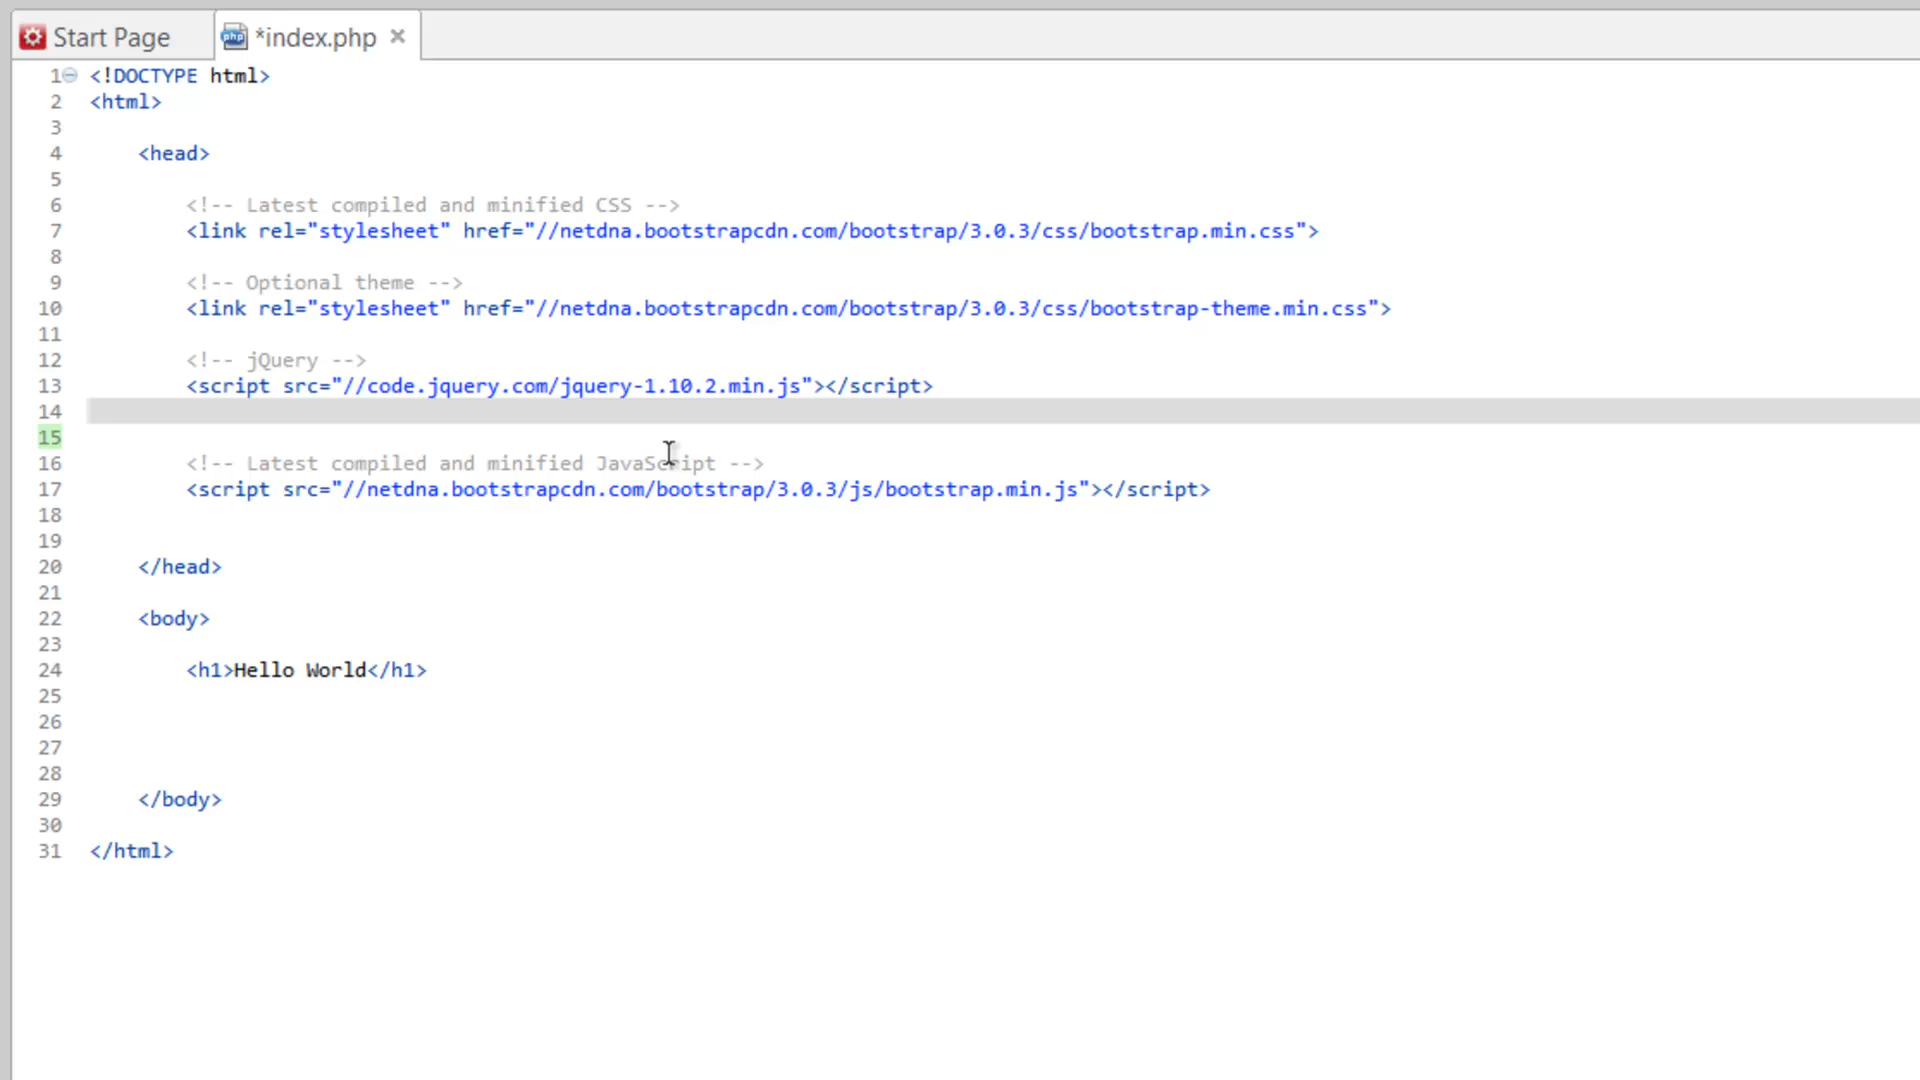 Start Page
php *index.php
1 <!DOCTYPE html>
2 <html>
3
4 <head>
5
6 <!-- Latest compiled and minified CSS -->
7 <link rel="stylesheet" href="//netdna.bootstrapcdn.com/bootstrap/3.0.3/css/bootstrap.min.css">
8
9 <!-- Optional theme -->
10 <link rel="stylesheet" href="//netdna.bootstrapcdn.com/bootstrap/3.0.3/css/bootstrap-theme.min.css">
11
12 <!-- jQuery -->
13 <script src="//code.jquery.com/jquery-1.10.2.min.js"></script>
14
15
16 <!-- Latest compiled and minified JavaScript -->
17 <script src="//netdna.bootstrapcdn.com/bootstrap/3.0.3/js/bootstrap.min.js"></script>
18
19
20 </head>
21
22 <body>
23
24 <h1>Hello World</h1>
25
26
27
28
29 </body>
30
31 </html>